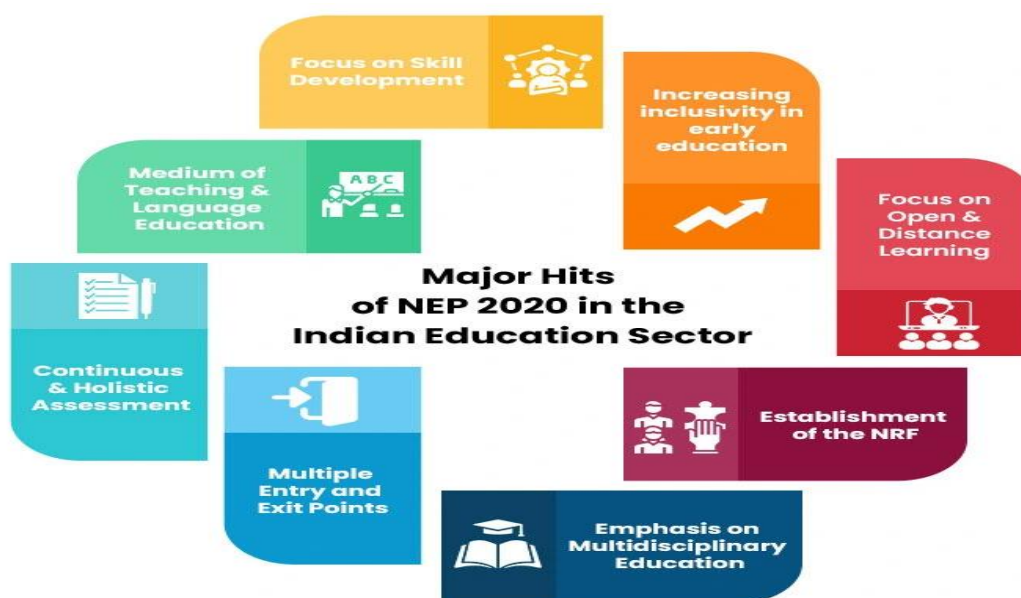 Focus on Skill
Development
Increasing
inclusivity in
early
education
Medium of
Teaching &
Language
Education
ABC
Focus on
Open &
Distance
Learning
Major Hits
of NEP 2020 in the
Indian Education Sector
Continuous
& Holistic
Assessment
Establishment
of the NRF
Multiple
Entry and
Exit Points
Emphasis on
Multidisciplinary
Education